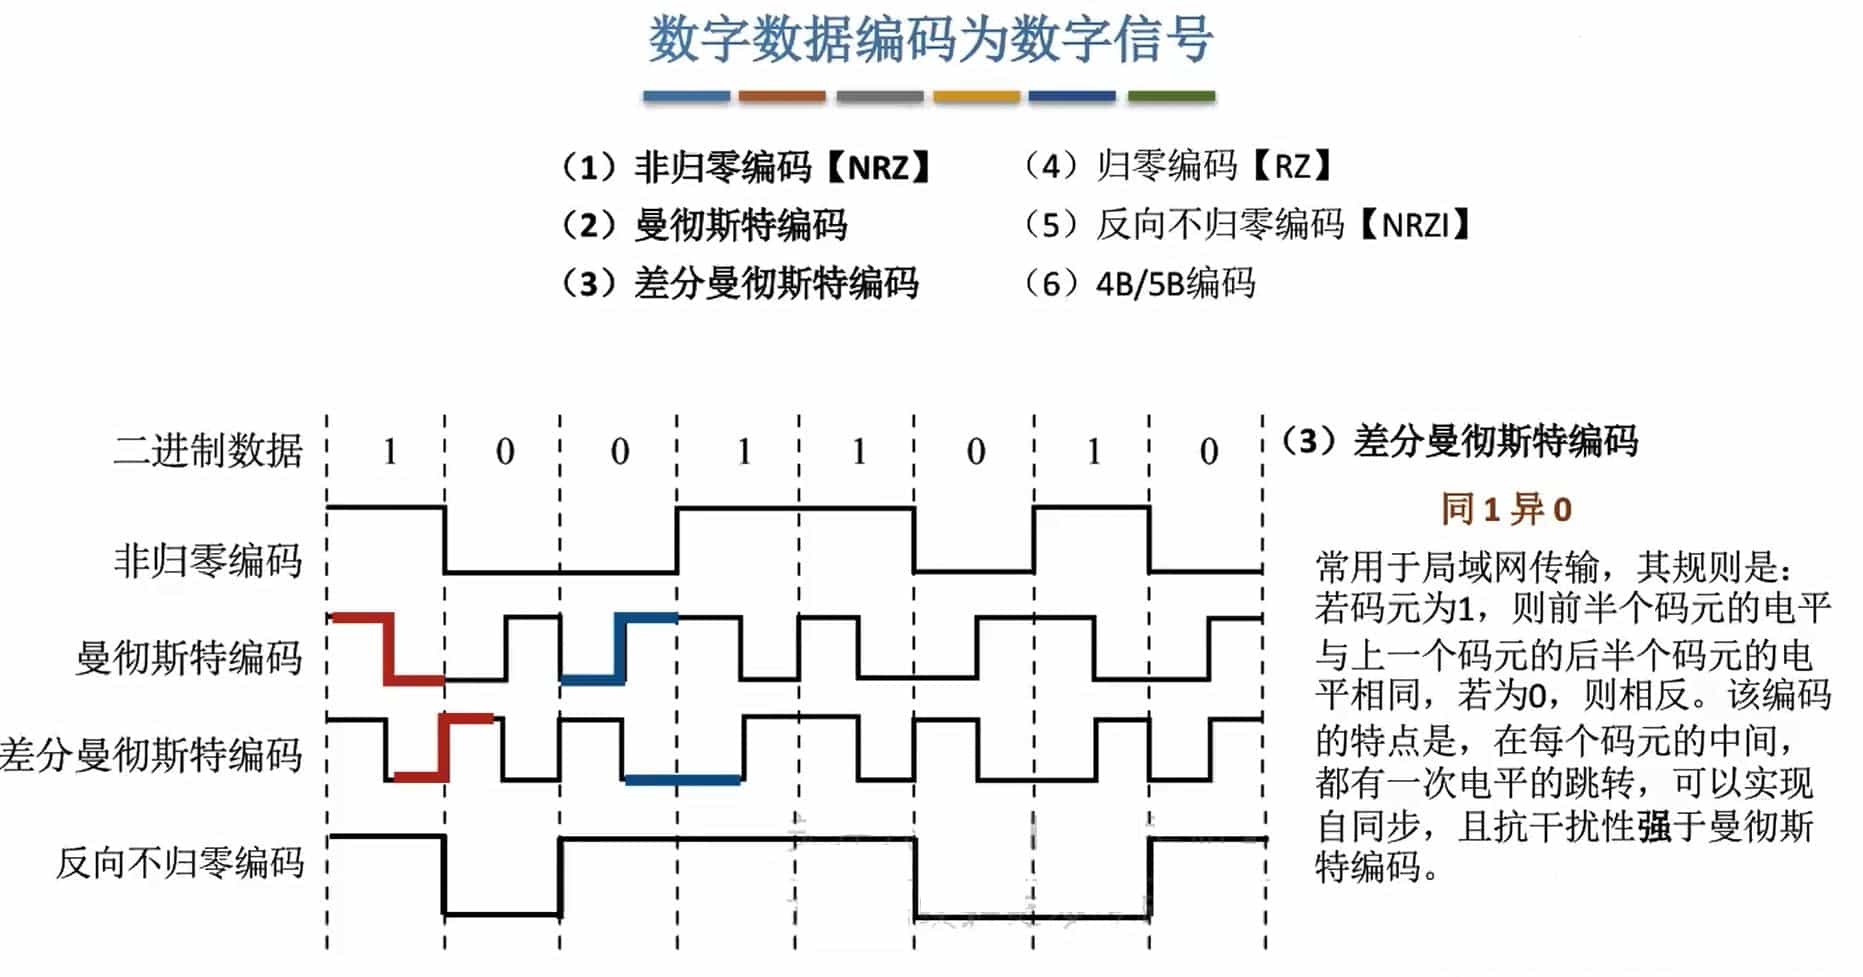 数字数据编码为数字信号
（1）非归零编码【NRZ】
（4）归零编码【RZ】
（2）曼彻斯特编码
（5）反向不归零编码【NRZI】
（3）差分曼彻斯特编码
（6）4B/5B编码
二进制数据 1 0 0 1 1 0 1 0
非归零编码
曼彻斯特编码
差分曼彻斯特编码
反向不归零编码
（3）差分曼彻斯特编码
同1异0
常用于局域网传输，其规则是：
若码元为1，则前半个码元的电平
与上一个码元的后半个码元的电
平相同，若为0，则相反。该编码
的特点是，在每个码元的中间，
都有一次电平的跳转，可以实现
自同步，且抗干扰性强于曼彻斯
特编码。